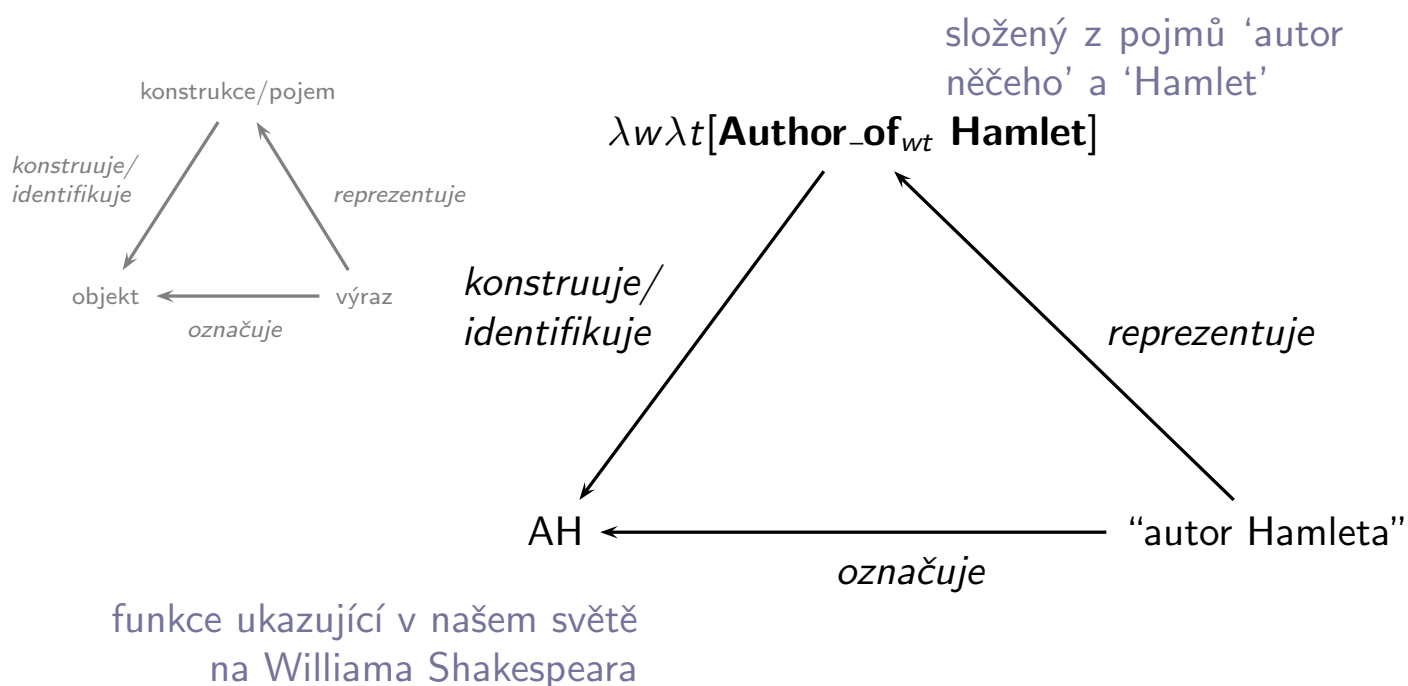 složený z pojmů ‘autor
něčeho’ a ‘Hamlet’
konstrukce/pojem
konstruuje/
identifikuje
reprezentuje
objekt
výraz
označuje
λwλt[Author_of_wt Hamlet]
konstruuje/
identifikuje
reprezentuje
AH
“autor Hamleta”
označuje
funkce ukazující v našem světě
na Williama Shakespeara